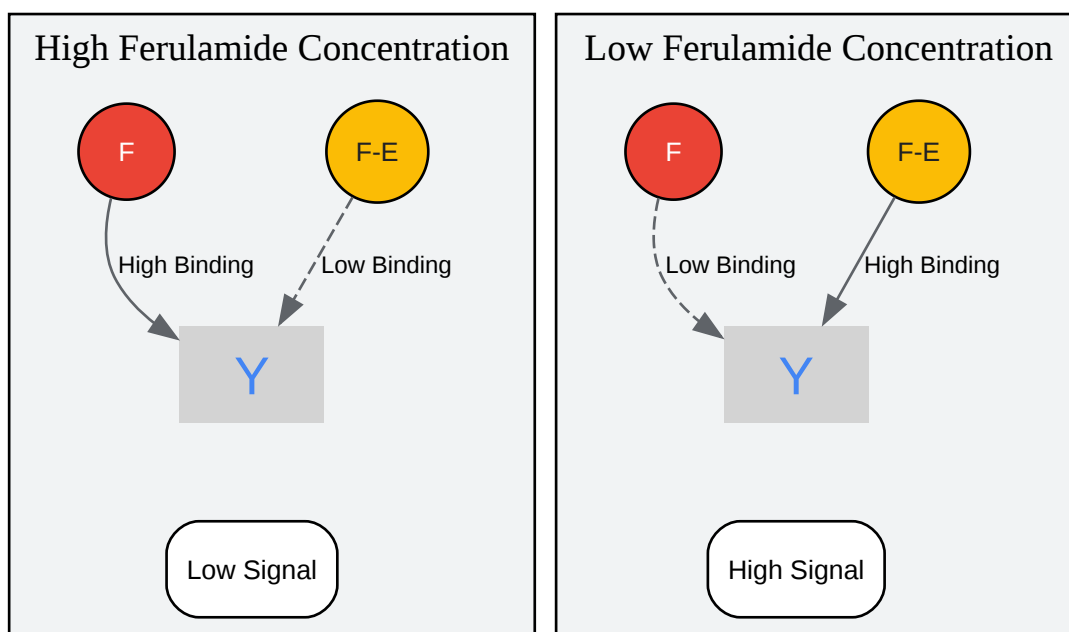 High Ferulamide Concentration
F
F-E
High Binding
Low Binding
Y
Low Signal
Low Ferulamide Concentration
F
F-E
Low Binding
High Binding
Y
High Signal